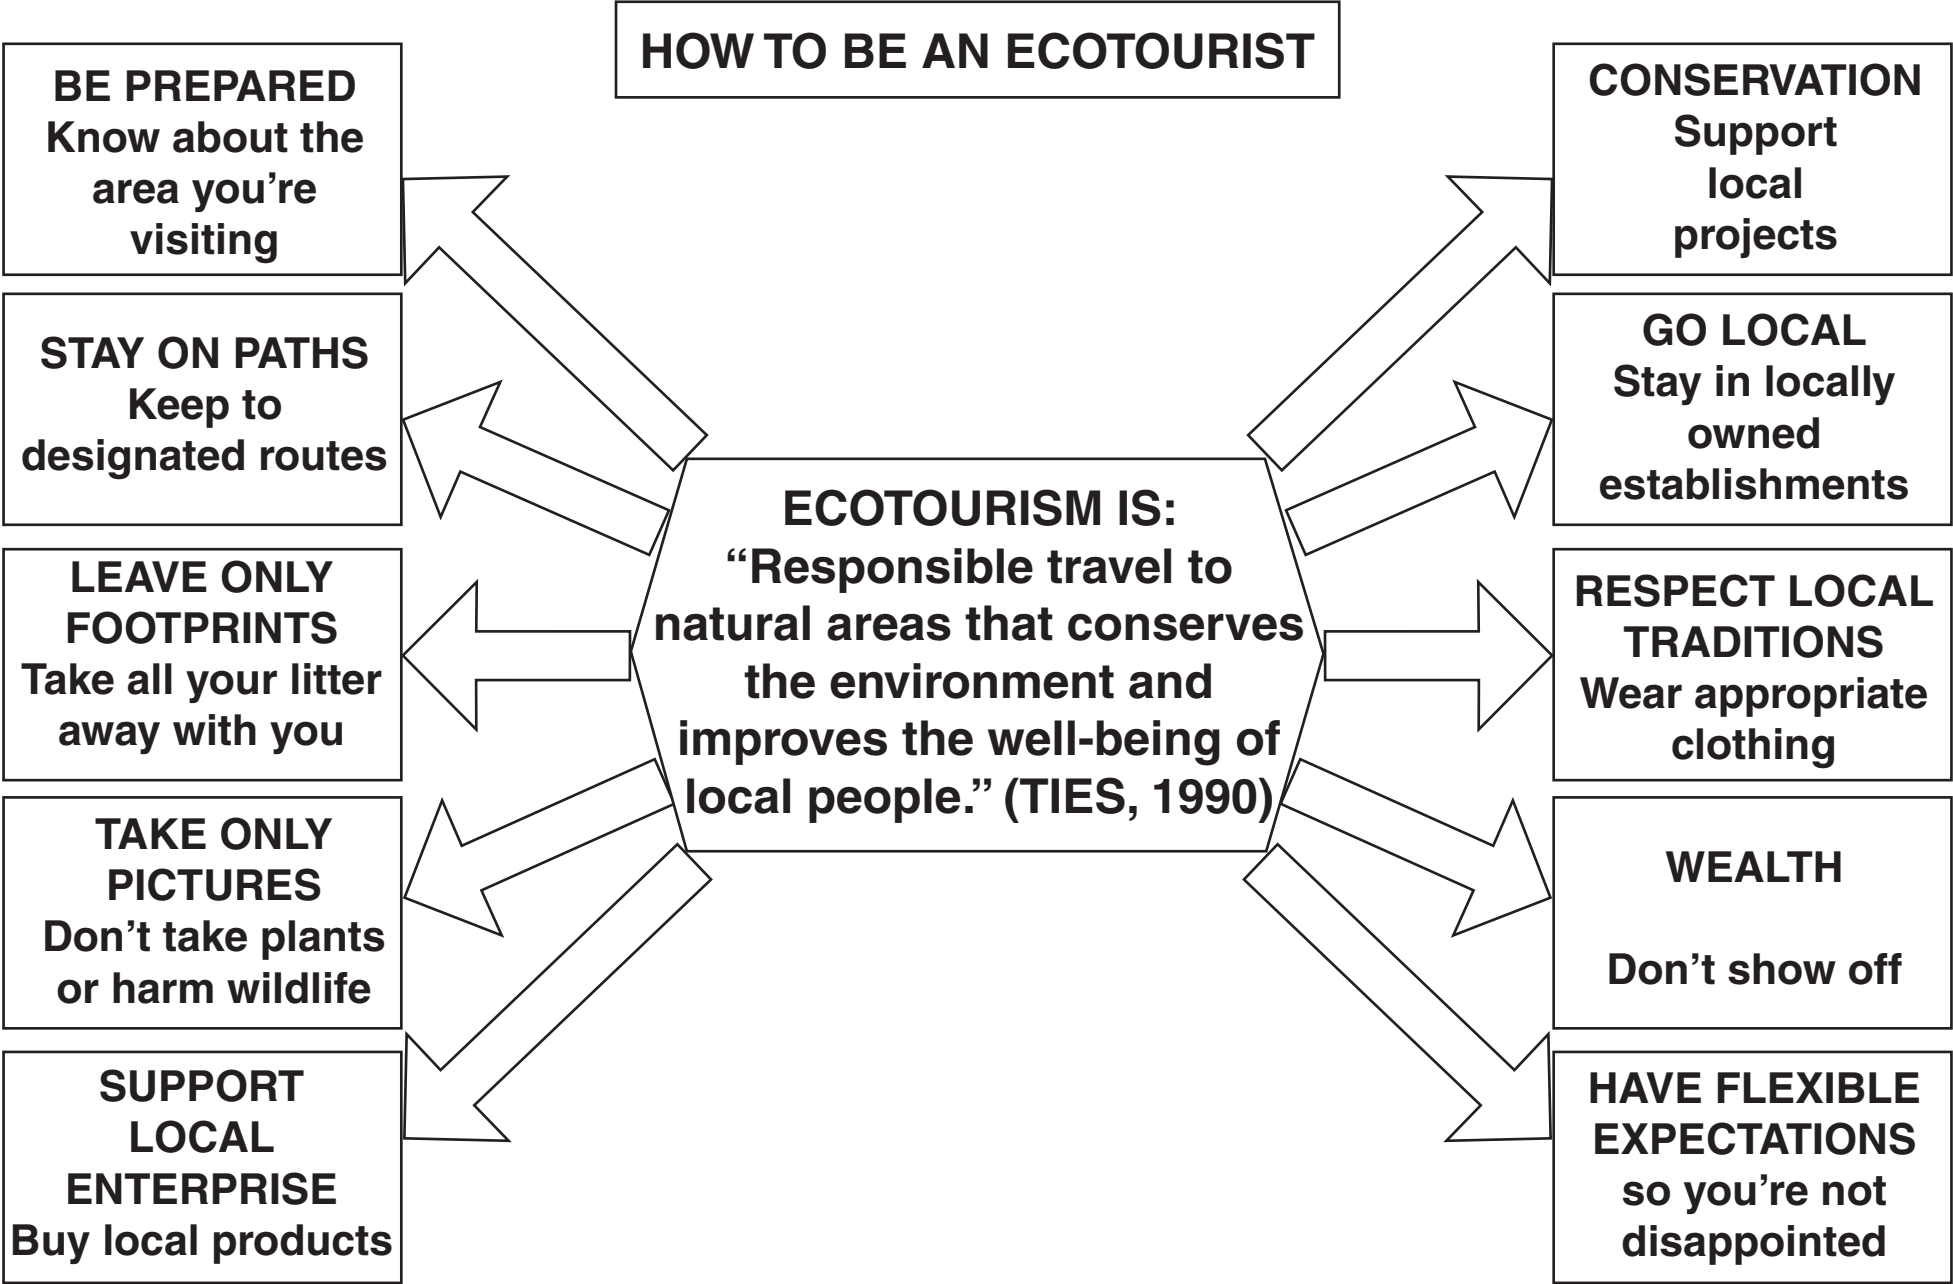 HOW TO BE AN ECOTOURIST
BE PREPARED
Know about the
area you’re
visiting
STAY ON PATHS
Keep to
designated routes
LEAVE ONLY
FOOTPRINTS
Take all your litter
away with you
TAKE ONLY
PICTURES
Don’t take plants
or harm wildlife
SUPPORT
LOCAL
ENTERPRISE
Buy local products
ECOTOURISM IS:
“Responsible travel to
natural areas that conserves
the environment and
improves the well-being of
local people.” (TIES, 1990)
CONSERVATION
Support
local
projects
GO LOCAL
Stay in locally
owned
establishments
RESPECT LOCAL
TRADITIONS
Wear appropriate
clothing
WEALTH
Don’t show off
HAVE FLEXIBLE
EXPECTATIONS
so you’re not
disappointed